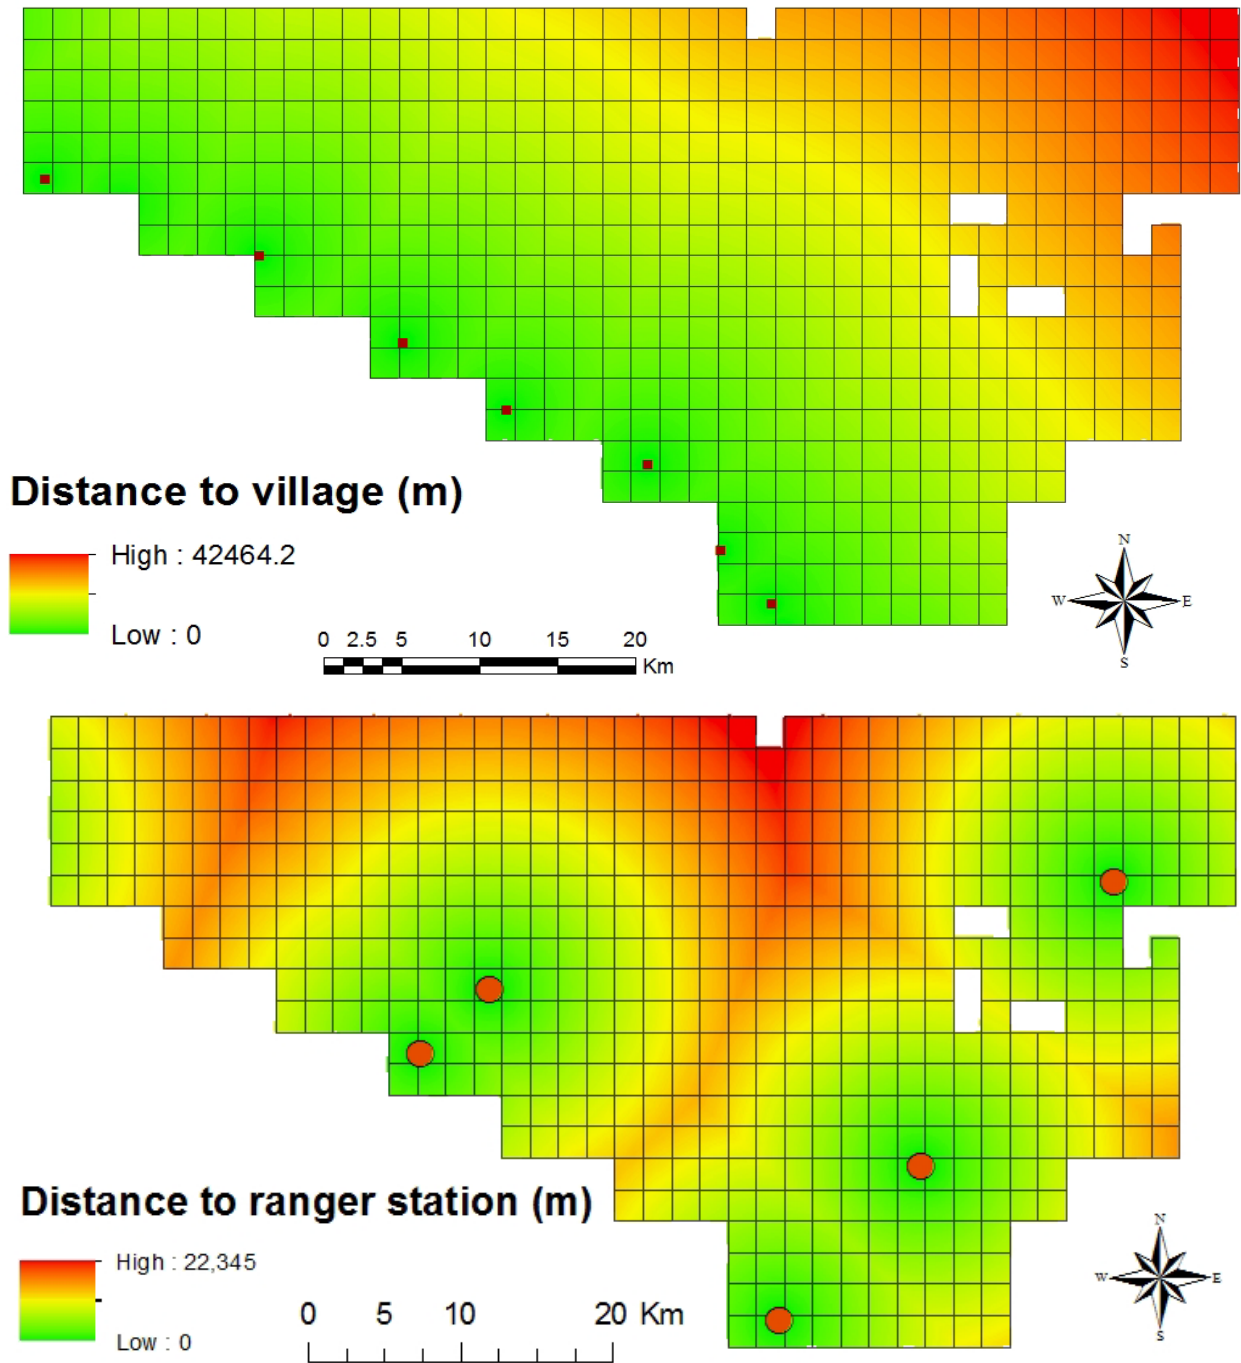 Distance to village (m)
High : 42464.2
Low : 0
0 2.5 5 10 15 20
Km
N
W E
S
Distance to ranger station (m)
High : 22,345
Low : 0
0 5 10 20 Km
N
W E
S